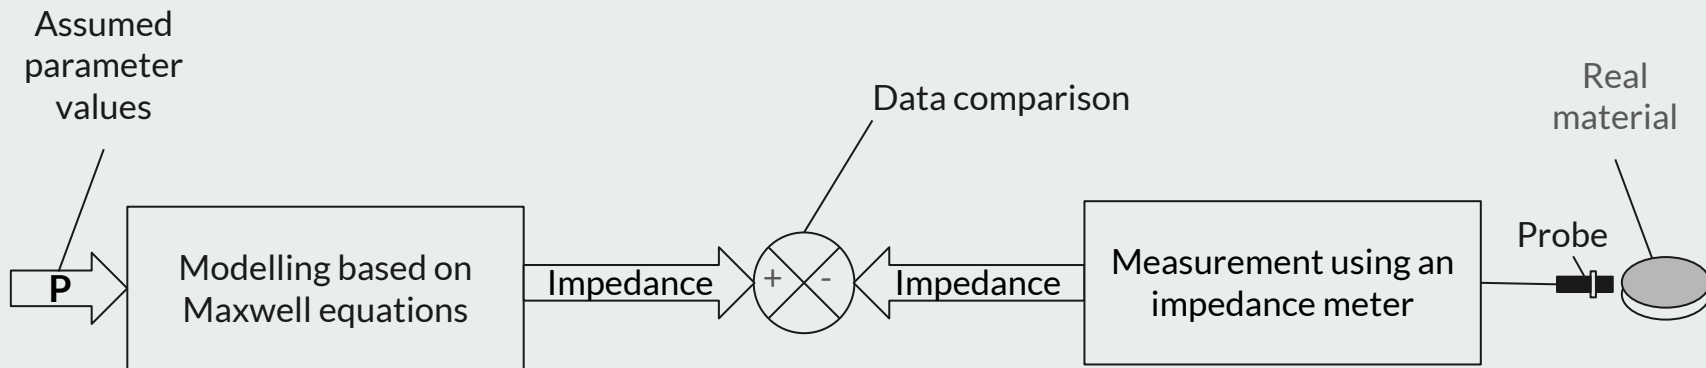 Assumed
parameter
values
Data comparison
Real
material
Probe
P
Modelling based on
Maxwell equations
Impedance
+
-
Impedance
Measurement using an
impedance meter